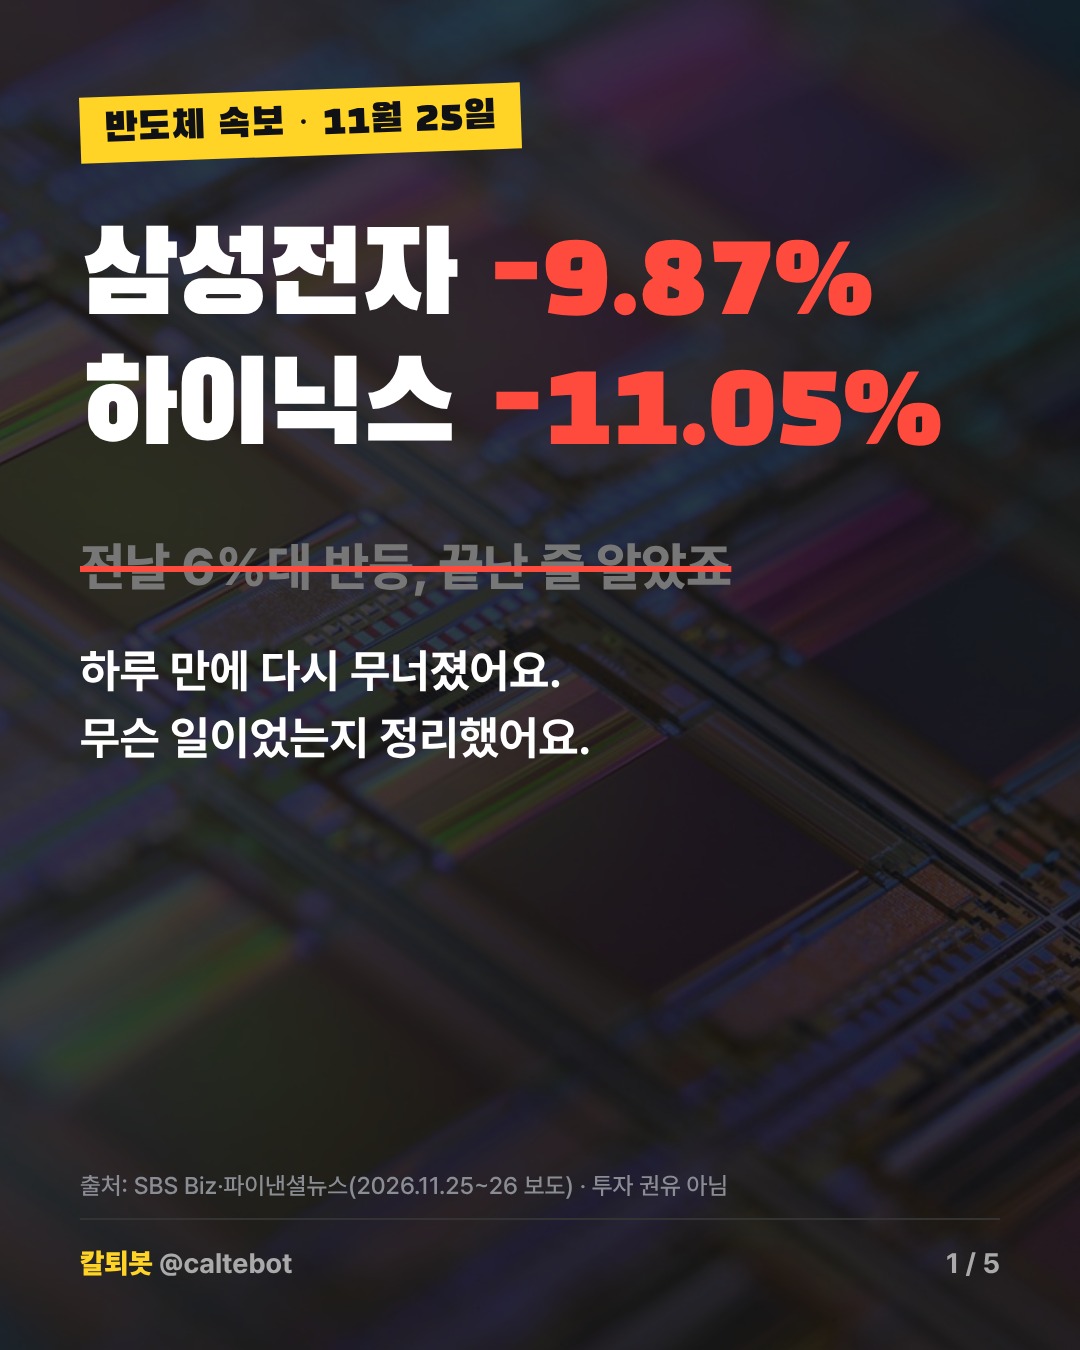 반도체 속보 · 11월 25일
삼성전자 -9.87%
하이닉스 -11.05%
전날 6%대 반등, 끝난 줄 알았죠
하루 만에 다시 무너졌어요.
무슨 일이었는지 정리했어요.
출처: SBS Biz·파이낸셜뉴스(2026.11.25~26 보도) · 투자 권유 아님
칼퇴봇 @caltebot
1 / 5